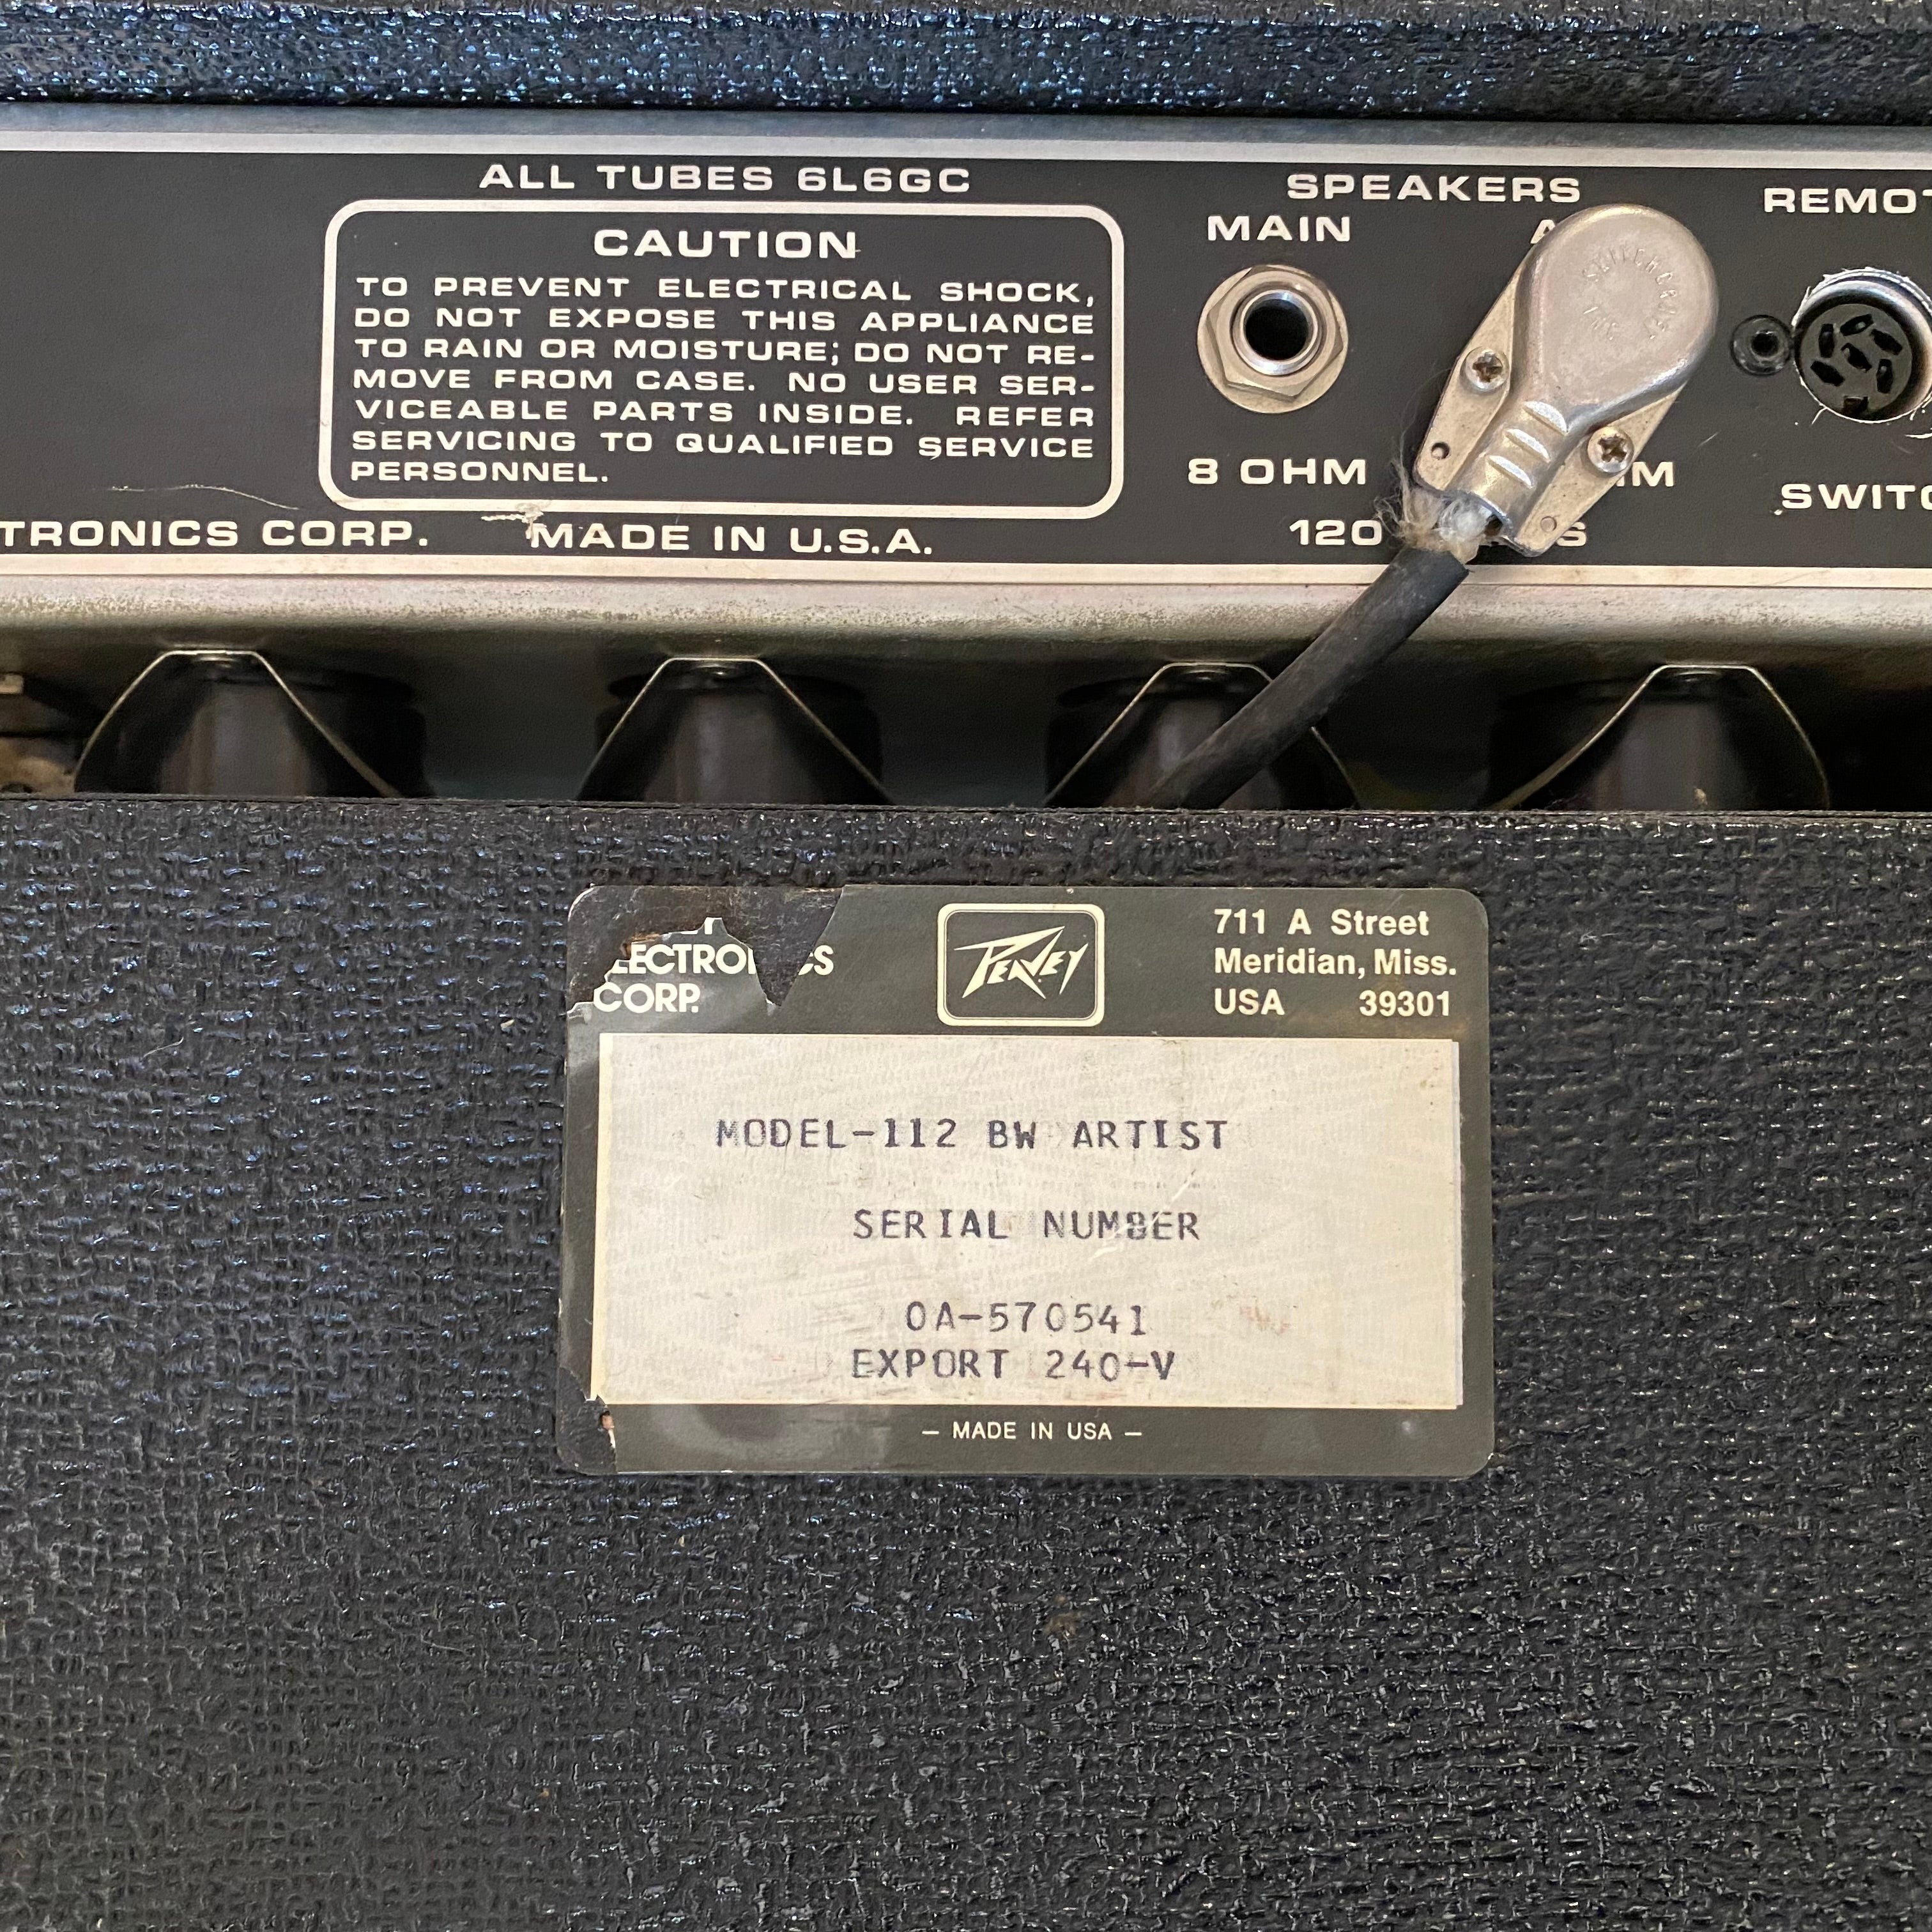 ALL TUBES 6L6GC
CAUTION
TO PREVENT ELECTRICAL SHOCK,
DO NOT EXPOSE THIS APPLIANCE
TO RAIN OR MOISTURE; DO NOT RE-
MOVE FROM CASE. NO USER SER-
VICEABLE PARTS INSIDE. REFER
SERVICING TO QUALIFIED SERVICE
PERSONNEL.
TRONICS CORP. MADE IN U.S.A.
SPEAKERS
MAIN
8 OHM
120
REMOT
SWITC
SWITCHCRAFT
ECTRONICS
CORP.
PEAVEY
711 A Street
Meridian, Miss.
USA 39301
MODEL-112 BW ARTIST
SERIAL NUMBER
0A-570541
EXPORT 240-V
— MADE IN USA —